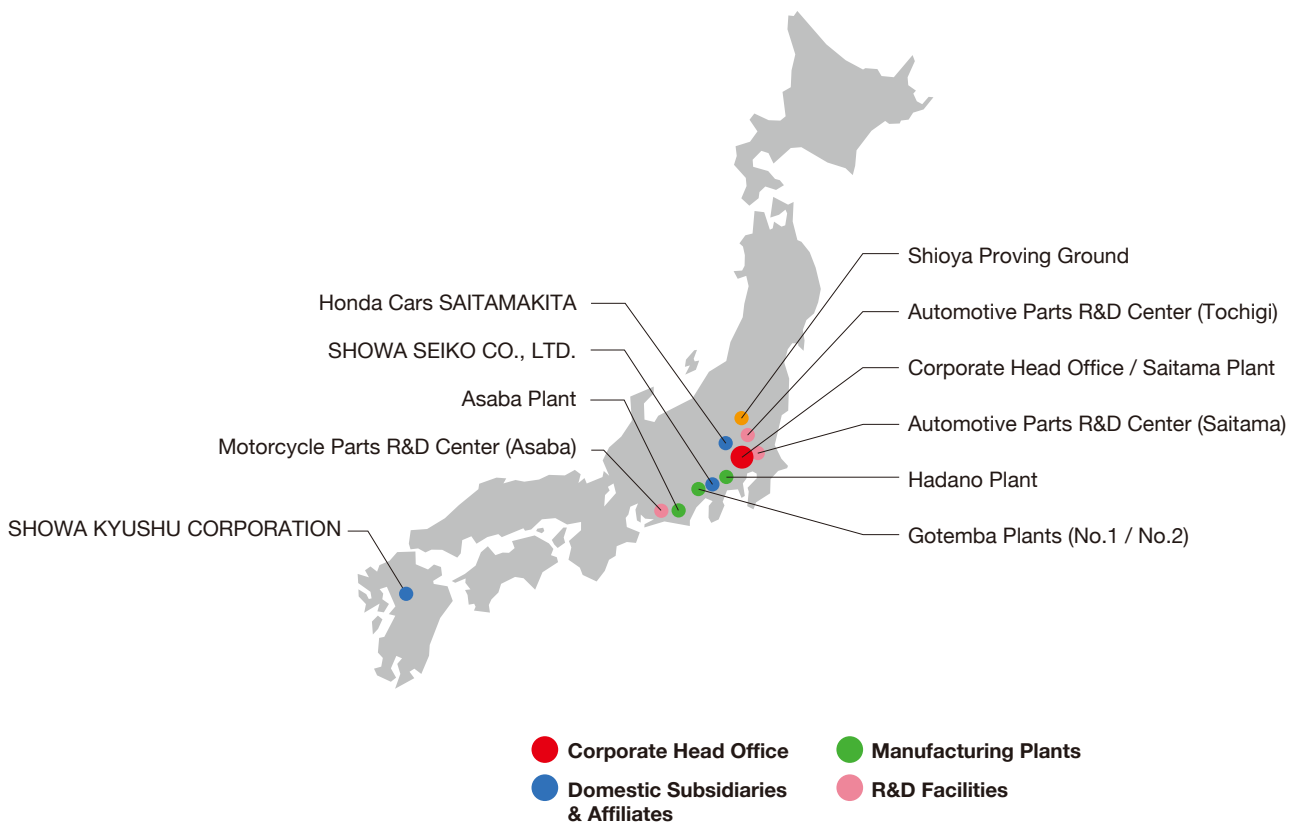 Shioya Proving Ground
Honda Cars SAITAMAKITA
Automotive Parts R&D Center (Tochigi)
SHOWA SEIKO CO., LTD.
Corporate Head Office / Saitama Plant
Asaba Plant
Automotive Parts R&D Center (Saitama)
Motorcycle Parts R&D Center (Asaba)
Hadano Plant
SHOWA KYUSHU CORPORATION
Gotemba Plants (No.1 / No.2)
Corporate Head Office
Manufacturing Plants
Domestic Subsidiaries
& Affiliates
R&D Facilities